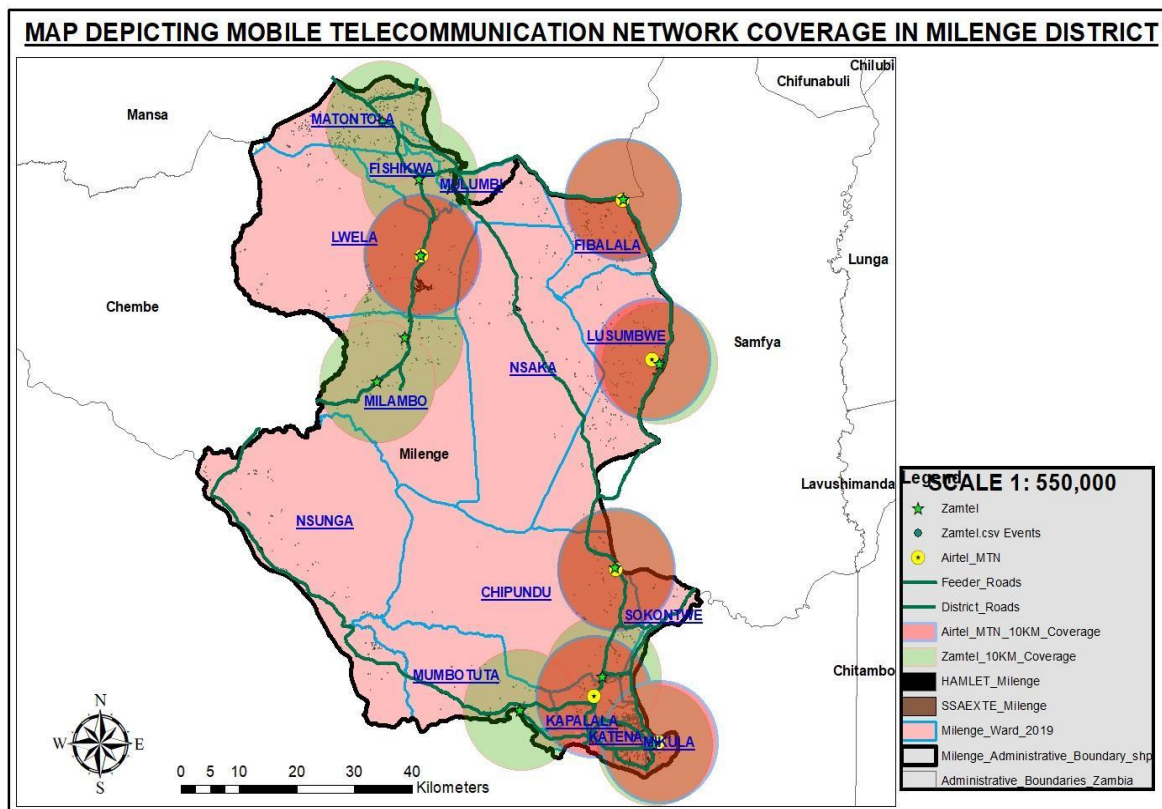 MAP DEPICTING MOBILE TELECOMMUNICATION NETWORK COVERAGE IN MILENGE DISTRICT
Chilubi
Chifunabuli
Mansa
MATONTOLA
FISHIKWA
MULUMBI
LWELA
FIBALALA
Lunga
Chembe
LUSUMBWE
Samfya
NSAKA
MILAMBO
Milenge
Lavushimanda
NSUNGA
CHIPUNDU
SOKONTWE
Chitambo
MUMBOTUTA
KAPALALA
KATENA
MIKULA
N
W E
S
0 5 10 20 30 40
Kilometers
Legend
SCALE 1: 550,000
Zamtel
Zamtel.csv Events
Airtel_MTN
Feeder_Roads
District_Roads
Airtel_MTN_10KM_Coverage
Zamtel_10KM_Coverage
HAMLET_Milenge
SSAEXTE_Milenge
Milenge_Ward_2019
Milenge_Administrative_Boundary_shp
Administrative_Boundaries_Zambia